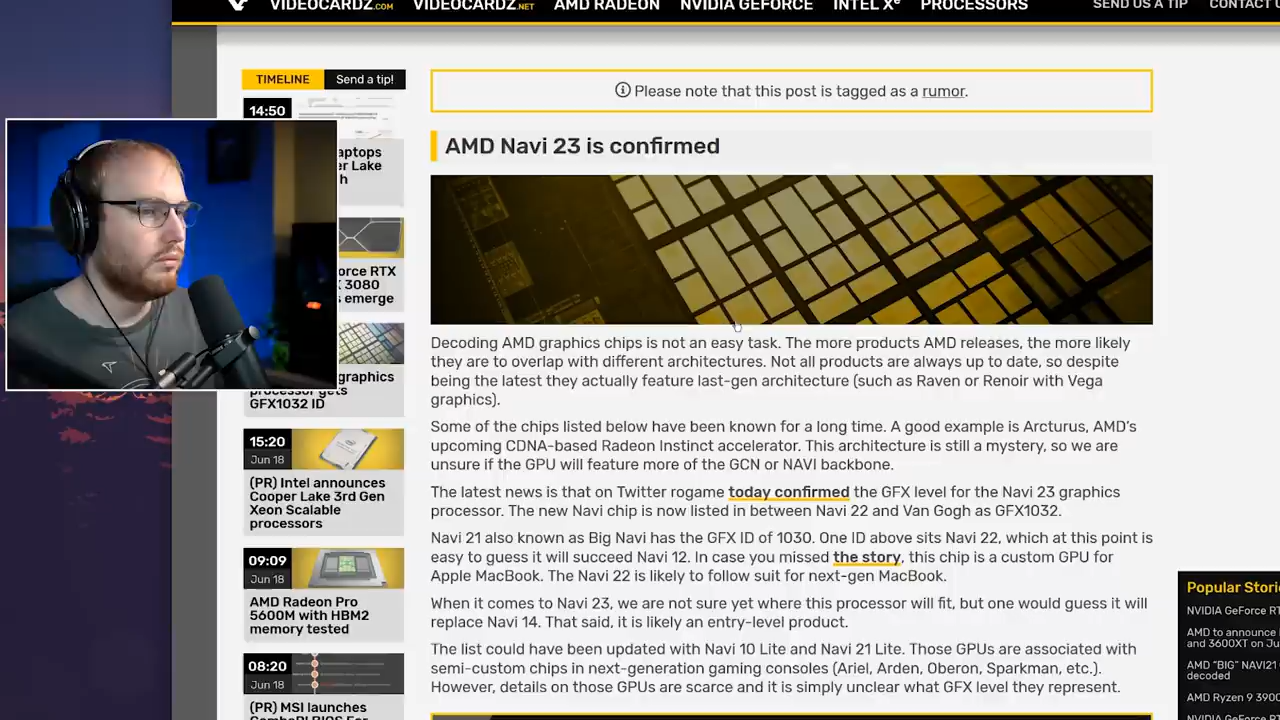 VIDEOCARDZ.COM VIDEOCARDZ.NET AMD RADEON NVIDIA GEFORCE INTEL Xe PROCESSORS SEND US A TIP CONTACT
TIMELINE Send a tip!
14:50
aptops
er Lake
h
orce RTX
3080
emerge
graphics
processor gets
GFX1032 ID
15:20
Jun 18
(PR) Intel announces
Cooper Lake 3rd Gen
Xeon Scalable
processors
09:09
Jun 18
AMD Radeon Pro
5600M with HBM2
memory tested
08:20
Jun 18
(PR) MSI launches
ComboPI BIOS For
Please note that this post is tagged as a rumor.
AMD Navi 23 is confirmed
Decoding AMD graphics chips is not an easy task. The more products AMD releases, the more likely
they are to overlap with different architectures. Not all products are always up to date, so despite
being the latest they actually feature last-gen architecture (such as Raven or Renoir with Vega
graphics).
Some of the chips listed below have been known for a long time. A good example is Arcturus, AMD's
upcoming CDNA-based Radeon Instinct accelerator. This architecture is still a mystery, so we are
unsure if the GPU will feature more of the GCN or NAVI backbone.
The latest news is that on Twitter rogame today confirmed the GFX level for the Navi 23 graphics
processor. The new Navi chip is now listed in between Navi 22 and Van Gogh as GFX1032.
Navi 21 also known as Big Navi has the GFX ID of 1030. One ID above sits Navi 22, which at this point is
easy to guess it will succeed Navi 12. In case you missed the story, this chip is a custom GPU for
Apple MacBook. The Navi 22 is likely to follow suit for next-gen MacBook.
When it comes to Navi 23, we are not sure yet where this processor will fit, but one would guess it will
replace Navi 14. That said, it is likely an entry-level product.
The list could have been updated with Navi 10 Lite and Navi 21 Lite. Those GPUs are associated with
semi-custom chips in next-generation gaming consoles (Ariel, Arden, Oberon, Sparkman, etc.).
However, details on those GPUs are scarce and it is simply unclear what GFX level they represent.
Popular Stori
NVIDIA GeForce RT
AMD to announce
and 3600XT on Ju
AMD "BIG" NAVI21
decoded
AMD Ryzen 9 390
NVIDIA GeForce R